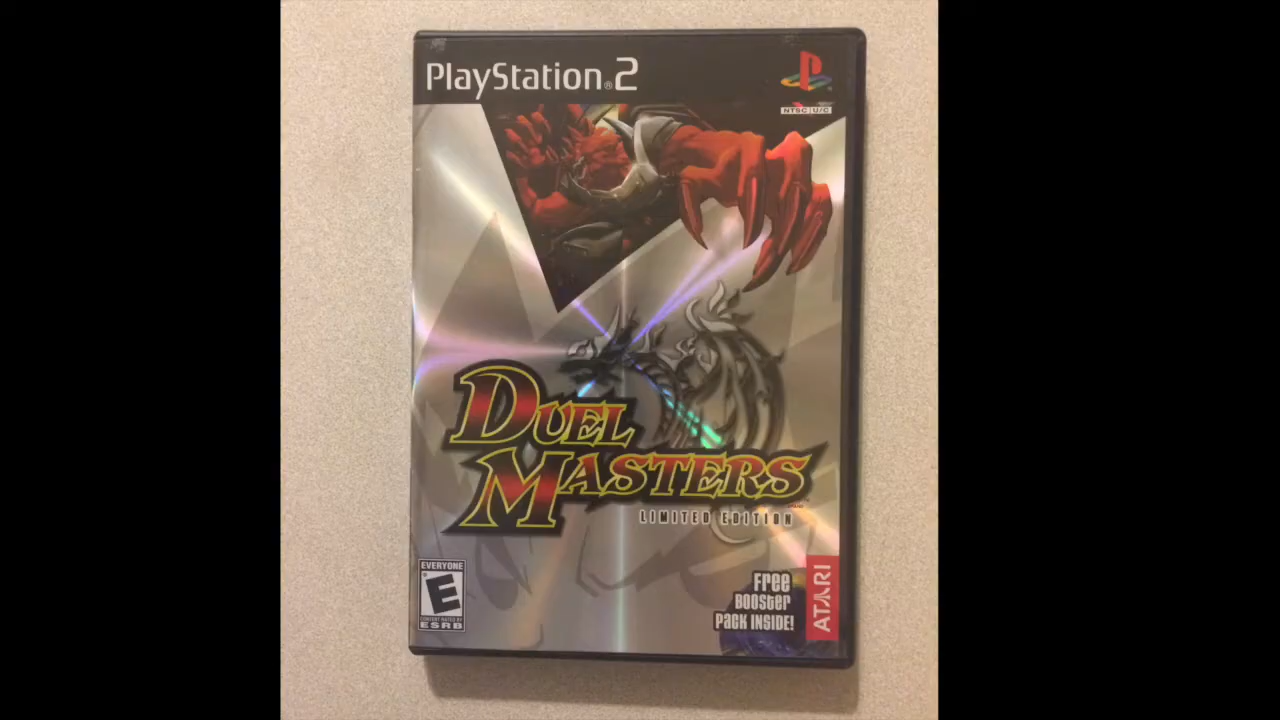 PlayStation®2
NTSC U/C
DUEL
MASTERS
LIMITED EDITION
FREE
BOOSTER
PACK INSIDE!
ATARI
EVERYONE
E
CONTENT RATED BY
ESRB